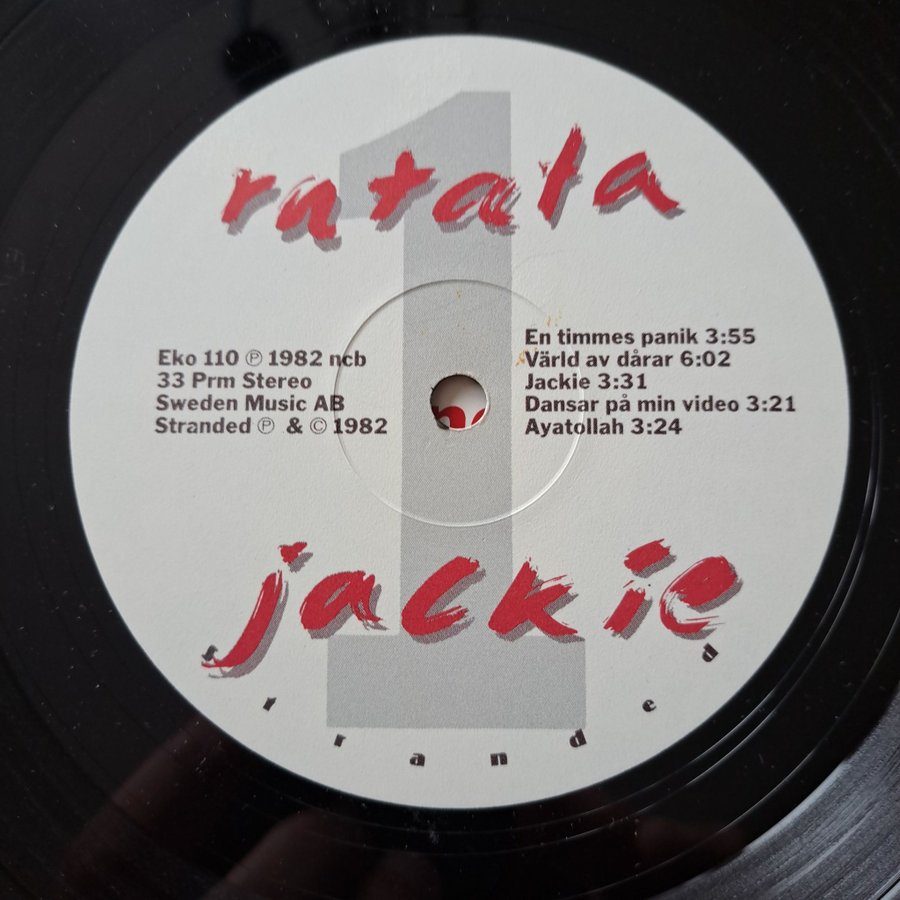 ratata
Eko 110 ℗ 1982 ncb
33 Prm Stereo
Sweden Music AB
Stranded ℗ & © 1982
En timmes panik 3:55
Värld av dårar 6:02
Jackie 3:31
Dansar på min video 3:21
Ayatollah 3:24
1
jackie
stranded